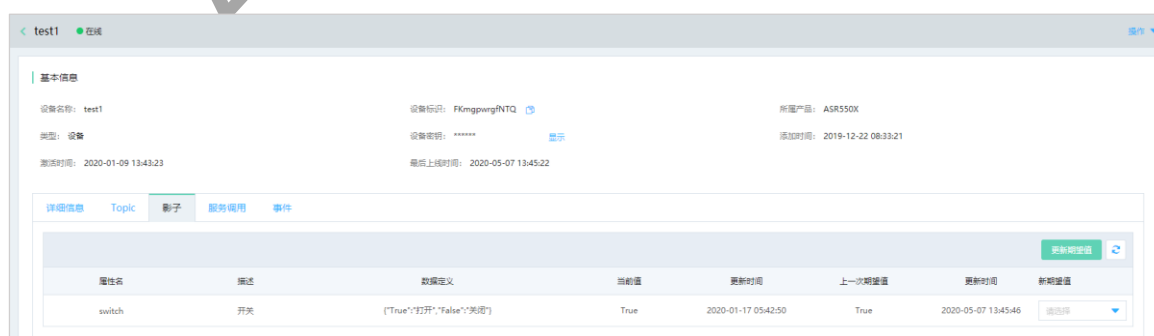 test1 在线 操作
基本信息
设备名称: test1 设备标识: FKmgpwrgfNTQ 所属产品: ASR550X
类型: 设备 设备密钥: ****** 显示 添加时间: 2019-12-22 08:33:21
激活时间: 2020-01-09 13:43:23 最后上线时间: 2020-05-07 13:45:22
详细信息 Topic 影子 服务调用 事件
更新期望值
属性名 描述 数据定义 当前值 更新时间 上一次期望值 更新时间 新期望值
switch 开关 {"True":"打开","False":"关闭"} True 2020-01-17 05:42:50 True 2020-05-07 13:45:46 请选择